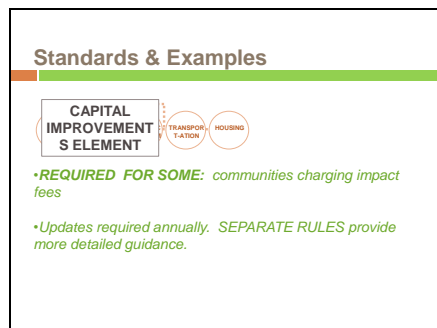 Standards & Examples
CAPITAL
IMPROVEMENT
S ELEMENT
TRANSPOR
T-ATION
HOUSING
•REQUIRED FOR SOME: communities charging impact
fees
•Updates required annually. SEPARATE RULES provide
more detailed guidance.